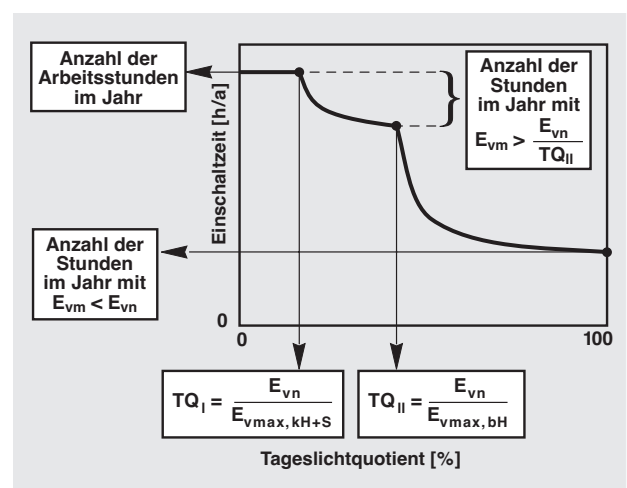 Anzahl der
Arbeitsstunden
im Jahr
Einschaltzeit [h/a]
Anzahl der
Stunden
im Jahr mit
E_vm > E_vn / TQ_II
Anzahl der
Stunden
im Jahr mit
E_vm < E_vn
0
0
100
TQ_I = E_vn / E_vmax,kH+S
TQ_II = E_vn / E_vmax,bH
Tageslichtquotient [%]